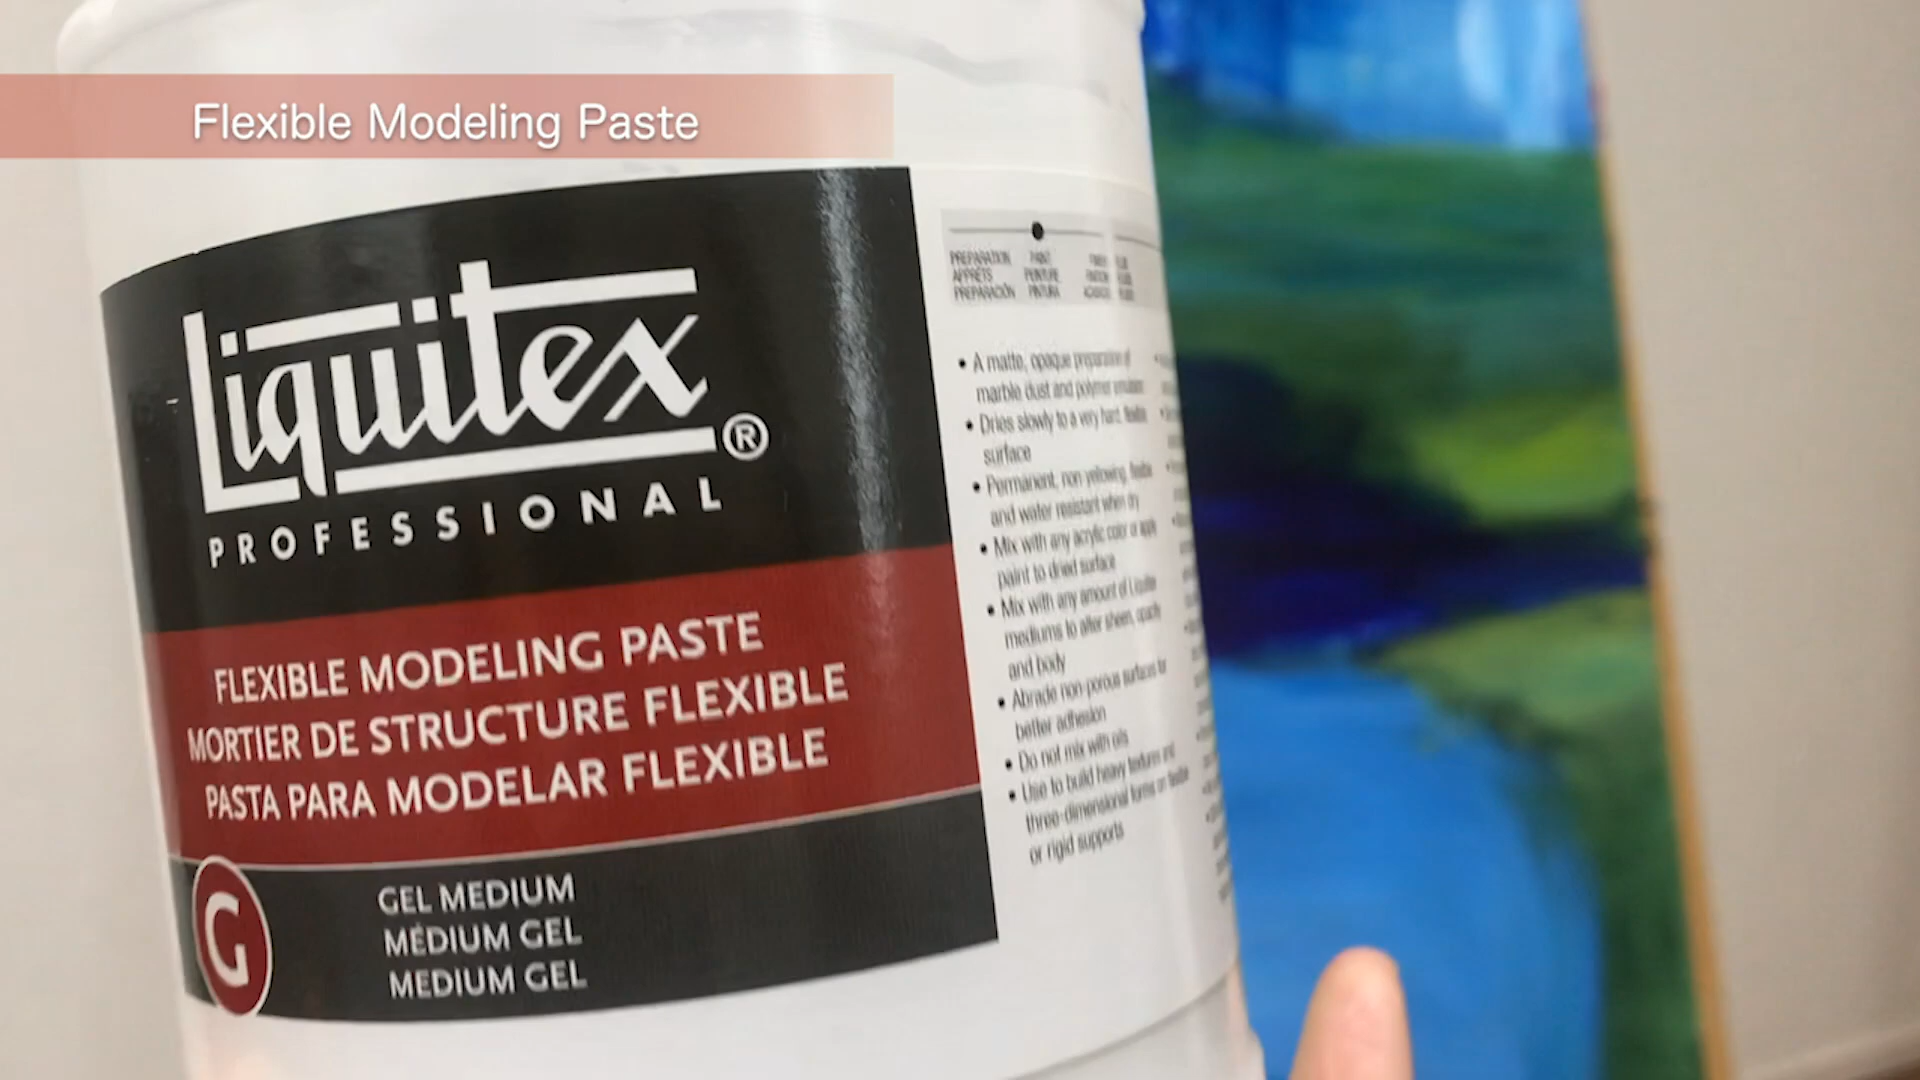 Flexible Modeling Paste
Liquitex®
PROFESSIONAL
FLEXIBLE MODELING PASTE
MORTIER DE STRUCTURE FLEXIBLE
PASTA PARA MODELAR FLEXIBLE
G
GEL MEDIUM
MÉDIUM GEL
MEDIUM GEL
PREPARATION PAINT
APPRÊTS PEINTURE
PREPARACIÓN PINTURA
• A matte, opaque preparation of
marble dust and polymer emulsion
• Dries slowly to a very hard, flexible
surface
• Permanent, non yellowing, flexible
and water resistant when dry
• Mix with any acrylic color or apply
paint to dried surface
• Mix with any amount of Liquitex
mediums to alter sheen, opacity
and body
• Abrade non-porous surfaces for
better adhesion
• Do not mix with oils
• Use to build heavy textures and
three-dimensional forms on flexible
or rigid supports